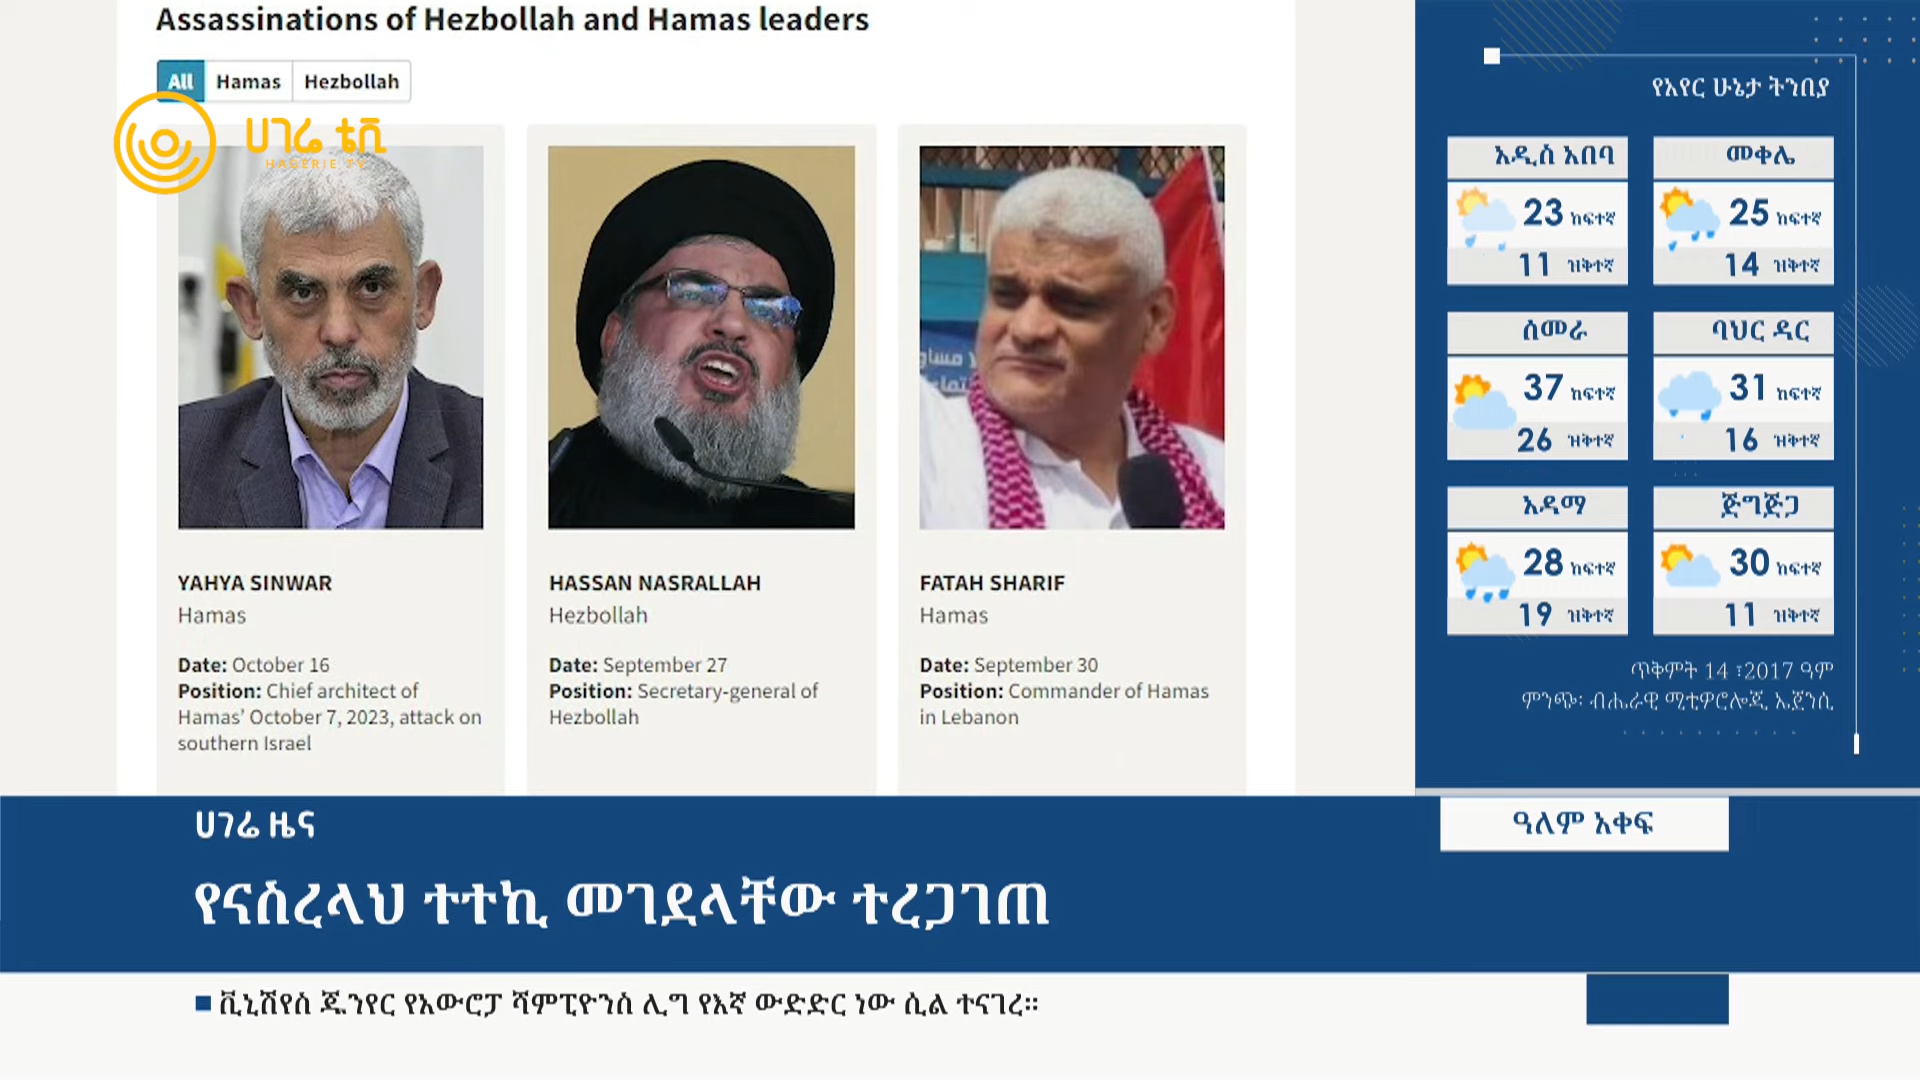 Assassinations of Hezbollah and Hamas leaders
All Hamas Hezbollah
ሀገሬ ቲቪ
HAGERIE TV
YAHYA SINWAR
Hamas
Date: October 16
Position: Chief architect of
Hamas’ October 7, 2023, attack on
southern Israel
HASSAN NASRALLAH
Hezbollah
Date: September 27
Position: Secretary-general of
Hezbollah
FATAH SHARIF
Hamas
Date: September 30
Position: Commander of Hamas
in Lebanon
የአየር ሁኔታ ትንበያ
አዲስ አበባ
23 ከፍተኛ
11 ዝቅተኛ
መቀሌ
25 ከፍተኛ
14 ዝቅተኛ
ሰመራ
37 ከፍተኛ
26 ዝቅተኛ
ባህር ዳር
31 ከፍተኛ
16 ዝቅተኛ
አዳማ
28 ከፍተኛ
19 ዝቅተኛ
ጅግጅጋ
30 ከፍተኛ
11 ዝቅተኛ
ጥቅምት 14 ፣2017 ዓም
ምንጭ፡ ብሔራዊ ሚቲዎሮሎጂ ኤጀንሲ
ሀገሬ ዜና
ዓለም አቀፍ
የናስረላህ ተተኪ መገደላቸው ተረጋገጠ
ቪኒሽየስ ጁንየር የአውሮፓ ሻምፒዮንስ ሊግ የእኛ ውድድር ነው ሲል ተናገረ።